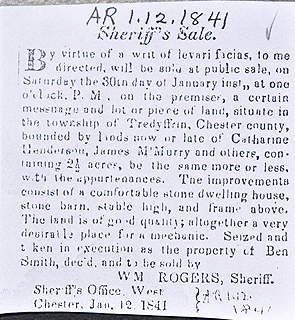 AR 1.12.1841
Sheriff's Sale.
By virtue of a writ of levari facias, to me
directed, will be sold at public sale, on
Saturday the 30th day of January inst., at one
o'clock, P. M., on the premises, a certain
messuage and lot or piece of land, situate in
the township of Tredyffrin, Chester county,
bounded by lands now or late of Catharine
Henderson, James M'Murry and others, con-
taining 2½ acres, be the same more or less,
with the appurtenances. The improvements
consist of a comfortable stone dwelling house,
stone barn, stable high, and frame above.
The land is of good quality; altogether a very
desirable place for a mechanic. Seized and
t ken in execution as the property of Ben
Smith, dec'd, and to be sold by
WM ROGERS, Sheriff.
Sheriff's Office, West
Chester, Jan. 12, 1841
AR 1.12.
1841